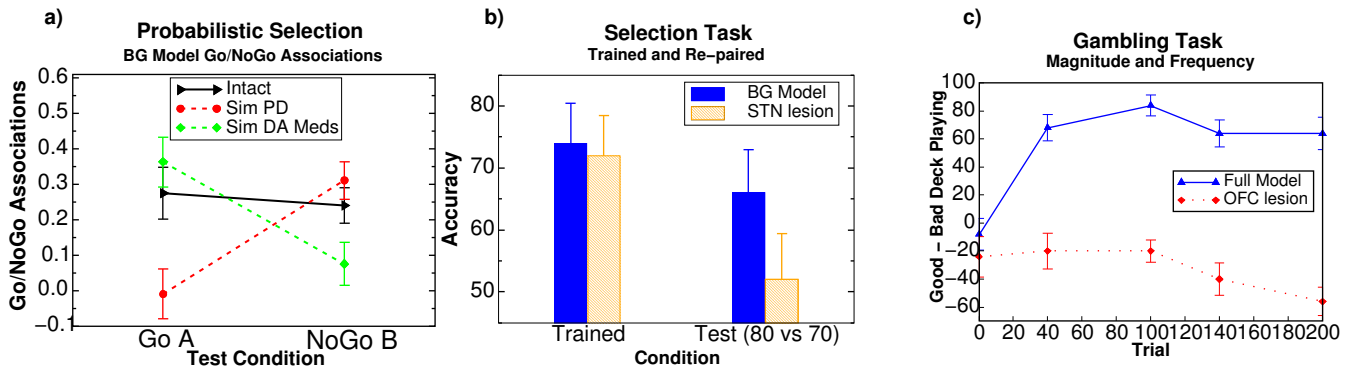 a)
Probabilistic Selection
BG Model Go/NoGo Associations
Go/NoGo Associations
0.6
0.5
0.4
0.3
0.2
0.1
0.0
−0.1
Intact
Sim PD
Sim DA Meds
Go A
NoGo B
Test Condition
b)
Selection Task
Trained and Re-paired
Accuracy
80
70
60
50
BG Model
STN lesion
Trained
Test (80 vs 70)
Condition
c)
Gambling Task
Magnitude and Frequency
Good − Bad Deck Playing
100
80
60
40
20
0
−20
−40
−60
Full Model
OFC lesion
0 20 40 60 80 100 120 140 160 180 200
Trial